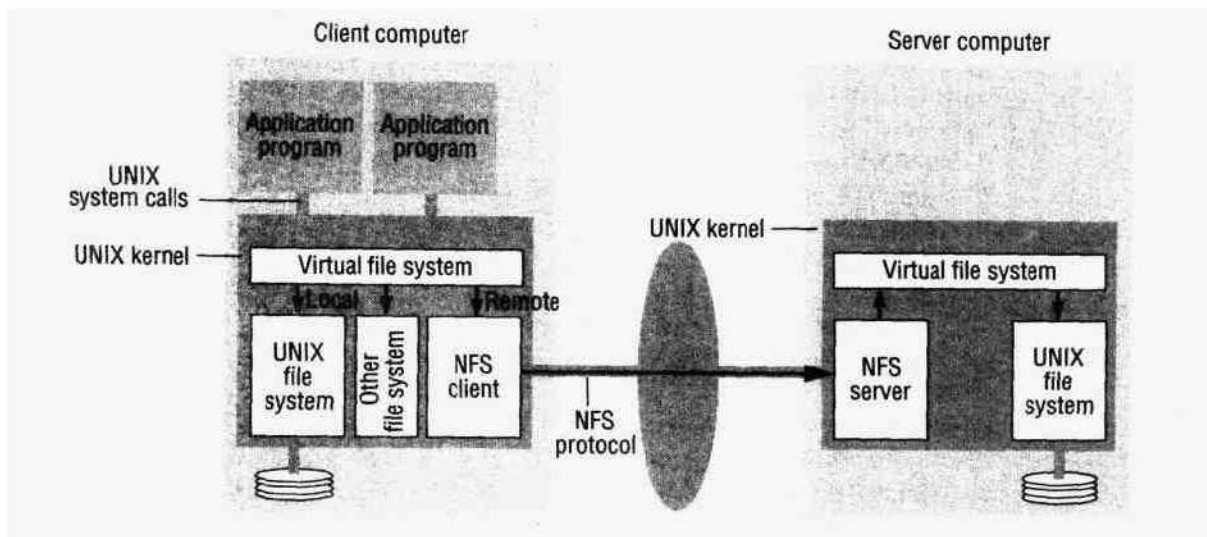 Client computer
Server computer
Application
program
Application
program
UNIX
system calls
UNIX kernel
UNIX kernel
Virtual file system
Virtual file system
Local
Remote
UNIX
file
system
Other
file system
NFS
client
NFS
server
UNIX
file
system
NFS
protocol